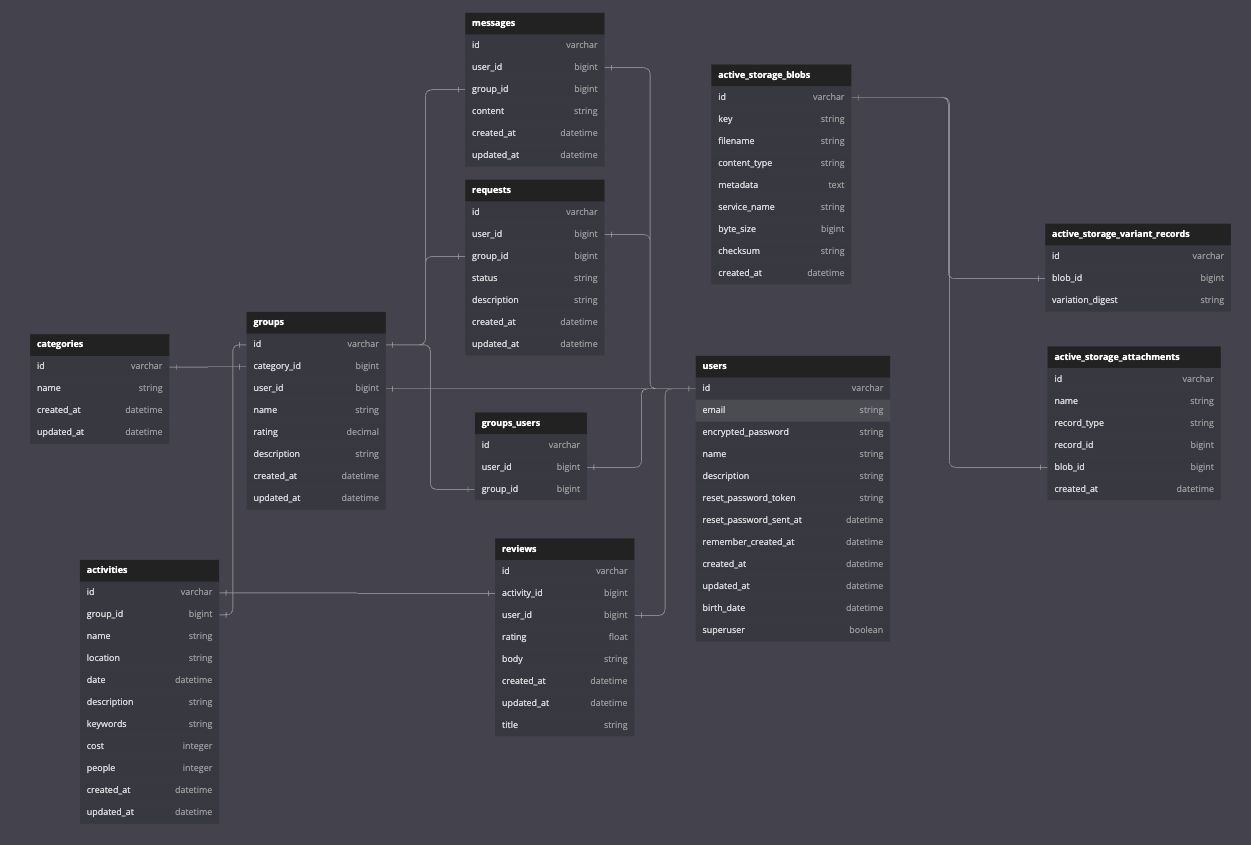 messages
id varchar
user_id bigint
group_id bigint
content string
created_at datetime
updated_at datetime
requests
id varchar
user_id bigint
group_id bigint
status string
description string
created_at datetime
updated_at datetime
active_storage_blobs
id varchar
key string
filename string
content_type string
metadata text
service_name string
byte_size bigint
checksum string
created_at datetime
active_storage_variant_records
id varchar
blob_id bigint
variation_digest string
categories
id varchar
name string
created_at datetime
updated_at datetime
groups
id varchar
category_id bigint
user_id bigint
name string
rating decimal
description string
created_at datetime
updated_at datetime
groups_users
id varchar
user_id bigint
group_id bigint
users
id varchar
email string
encrypted_password string
name string
description string
reset_password_token string
reset_password_sent_at datetime
remember_created_at datetime
created_at datetime
updated_at datetime
birth_date datetime
superuser boolean
active_storage_attachments
id varchar
name string
record_type string
record_id bigint
blob_id bigint
created_at datetime
activities
id varchar
group_id bigint
name string
location string
date datetime
description string
keywords string
cost integer
people integer
created_at datetime
updated_at datetime
reviews
id varchar
activity_id bigint
user_id bigint
rating float
body string
created_at datetime
updated_at datetime
title string